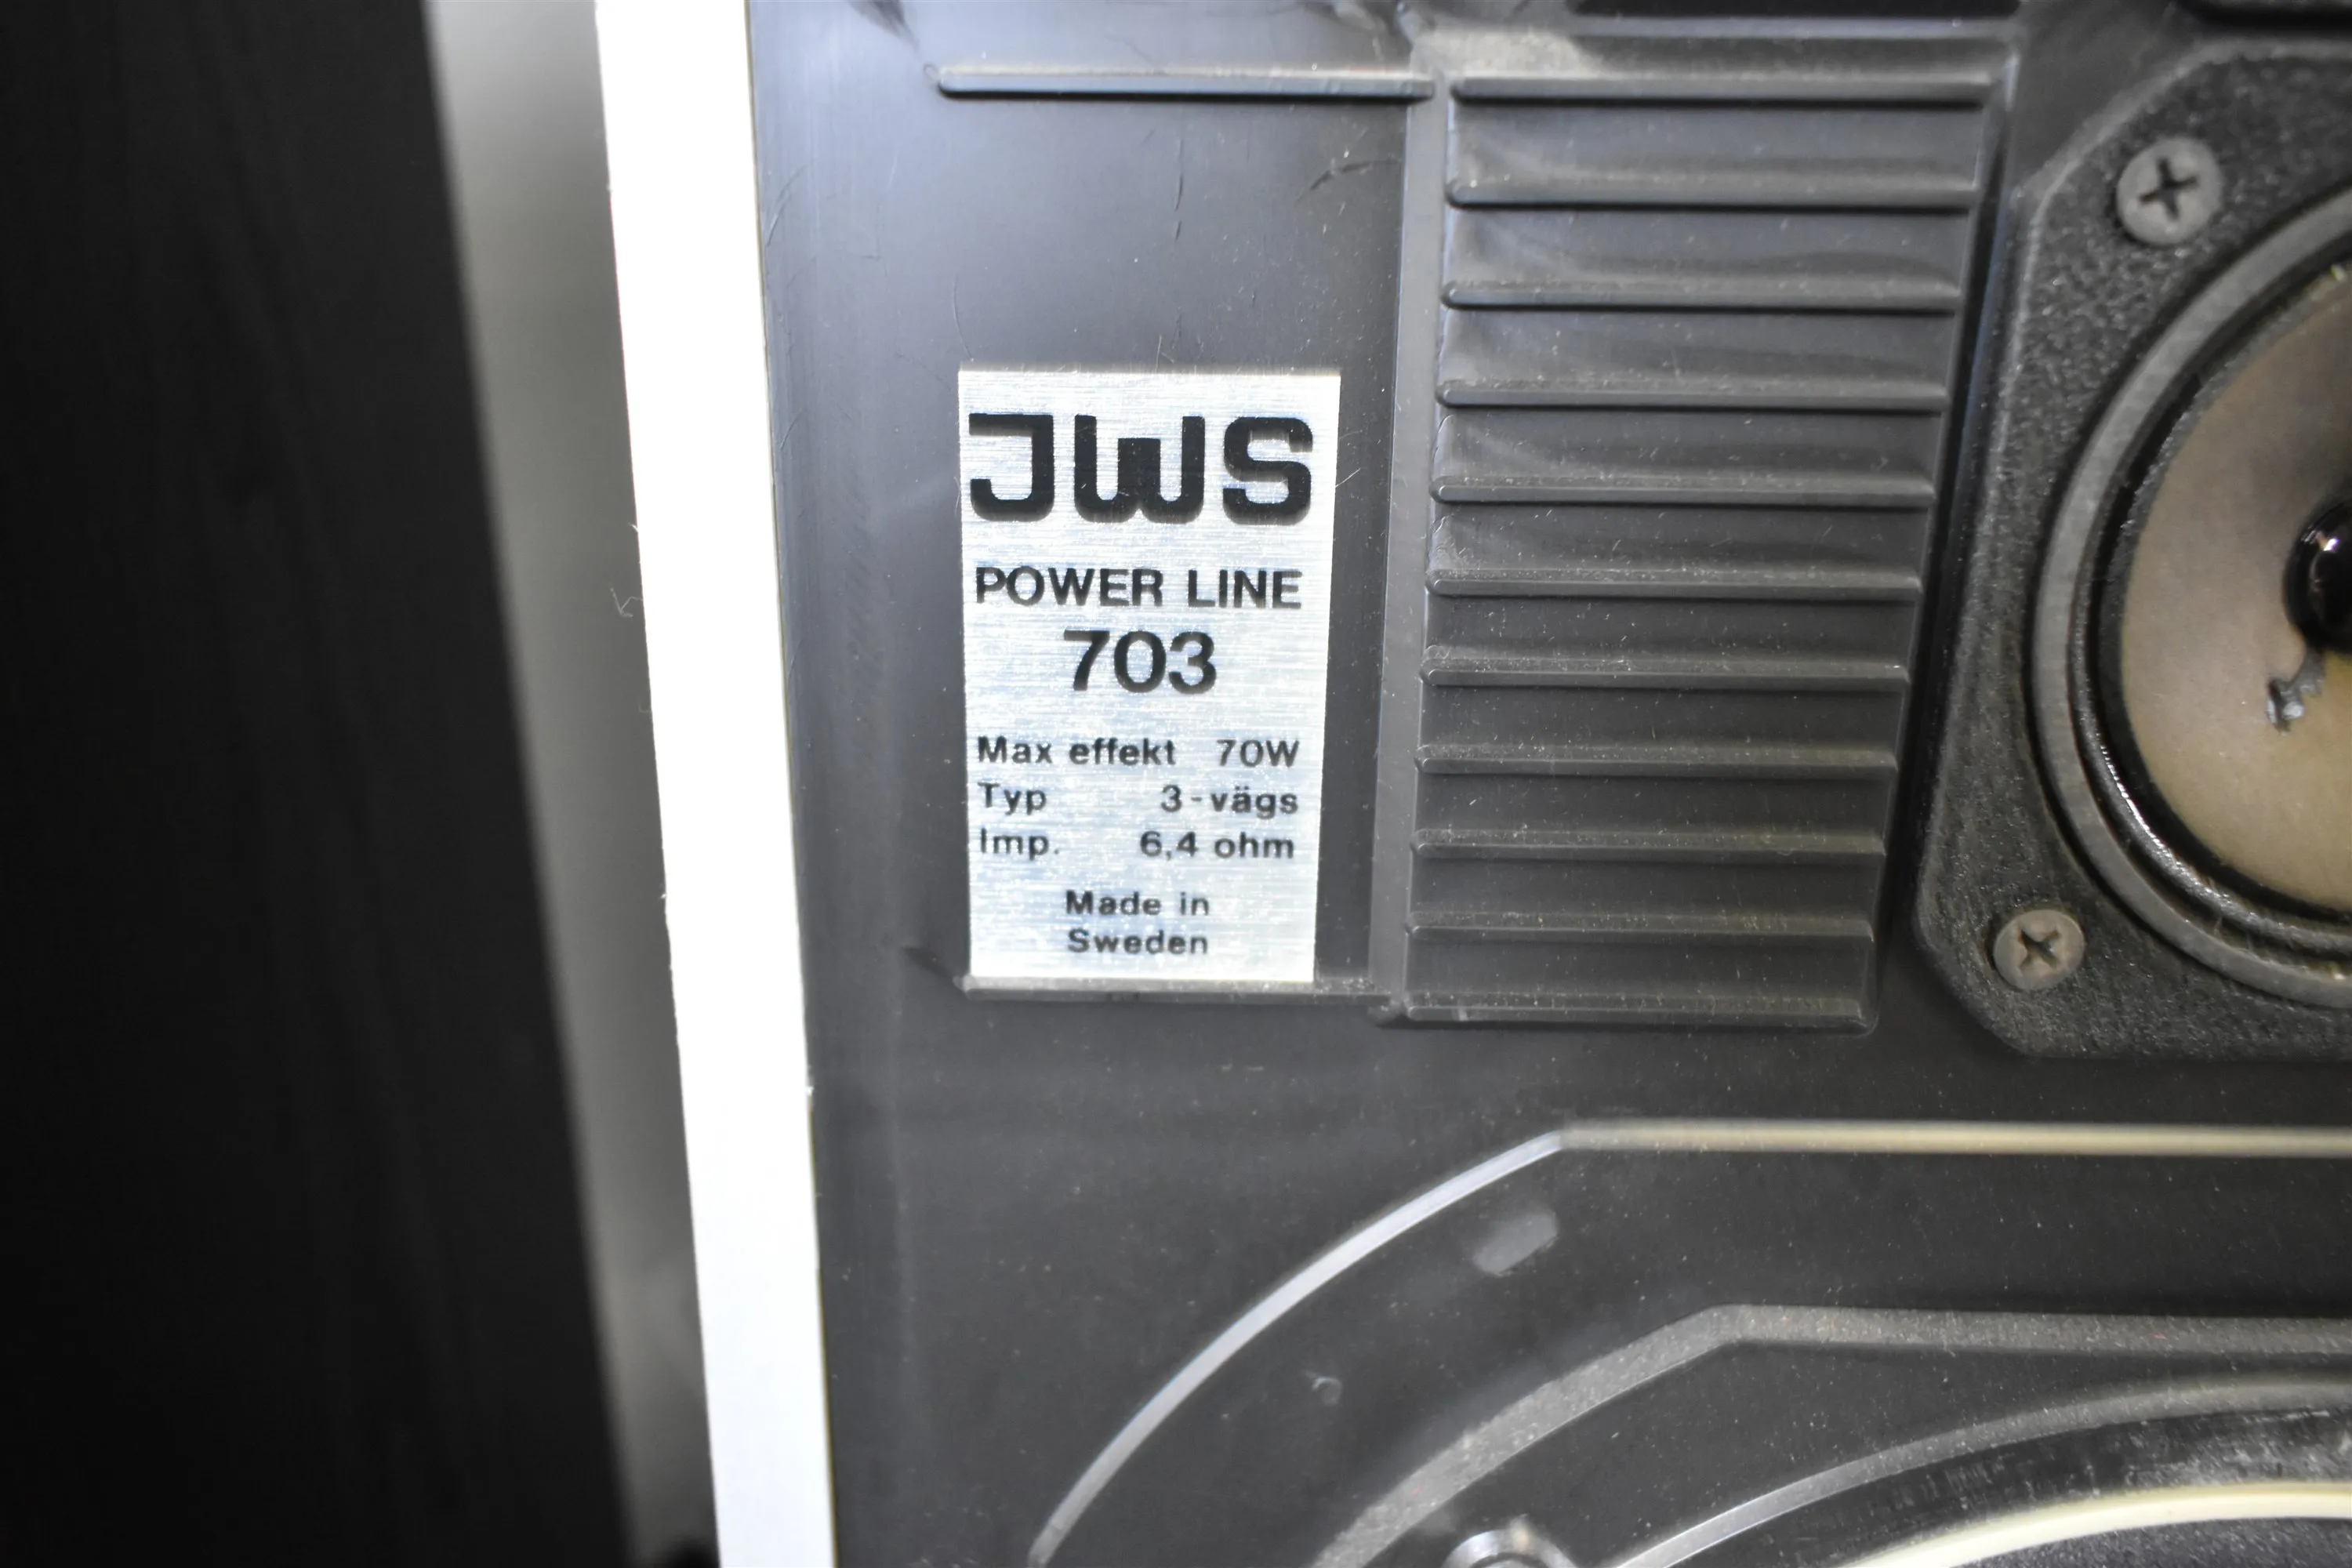 JWS
POWER LINE
703
Max effekt 70W
Typ 3-vägs
Imp. 6,4 ohm
Made in
Sweden